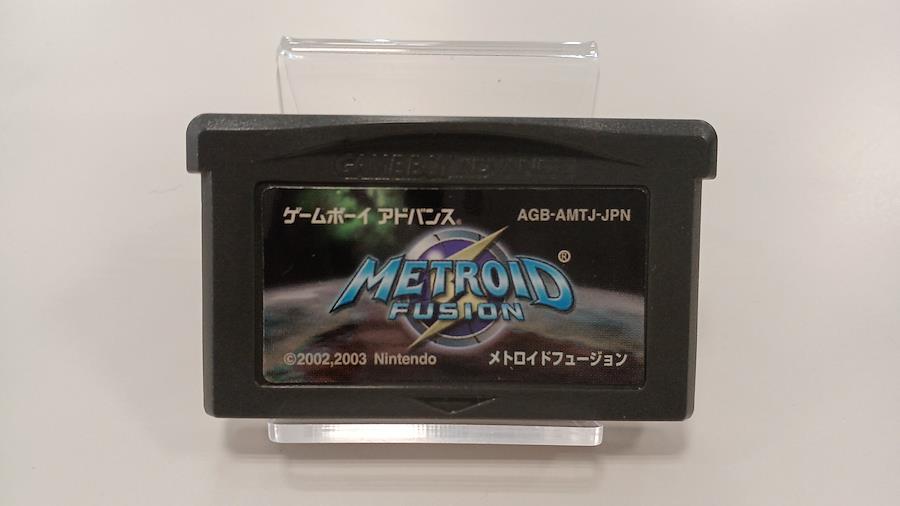 GAME BOY ADVANCE
ゲームボーイ アドバンス®
AGB-AMTJ-JPN
METROID®
FUSION
©2002,2003 Nintendo
メトロイドフュージョン